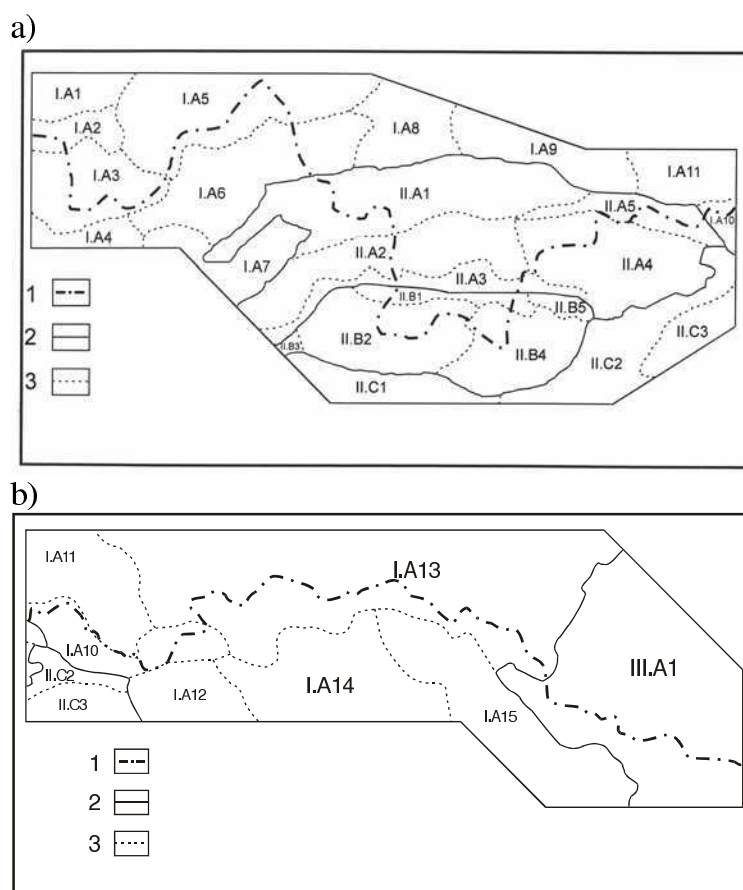 a)
I.A1
I.A5
I.A2
I.A8
I.A9
I.A3
I.A11
I.A6
II.A1
II.A5
I.A10
I.A4
II.A2
I.A7
II.A3
II.A4
1
II.B1
II.B5
II.C3
2
II.B2
II.B3
II.B4
II.C2
3
II.C1
b)
I.A11
I.A13
I.A10
II.C2
III.A1
I.A12
I.A14
II.C3
I.A15
1
2
3